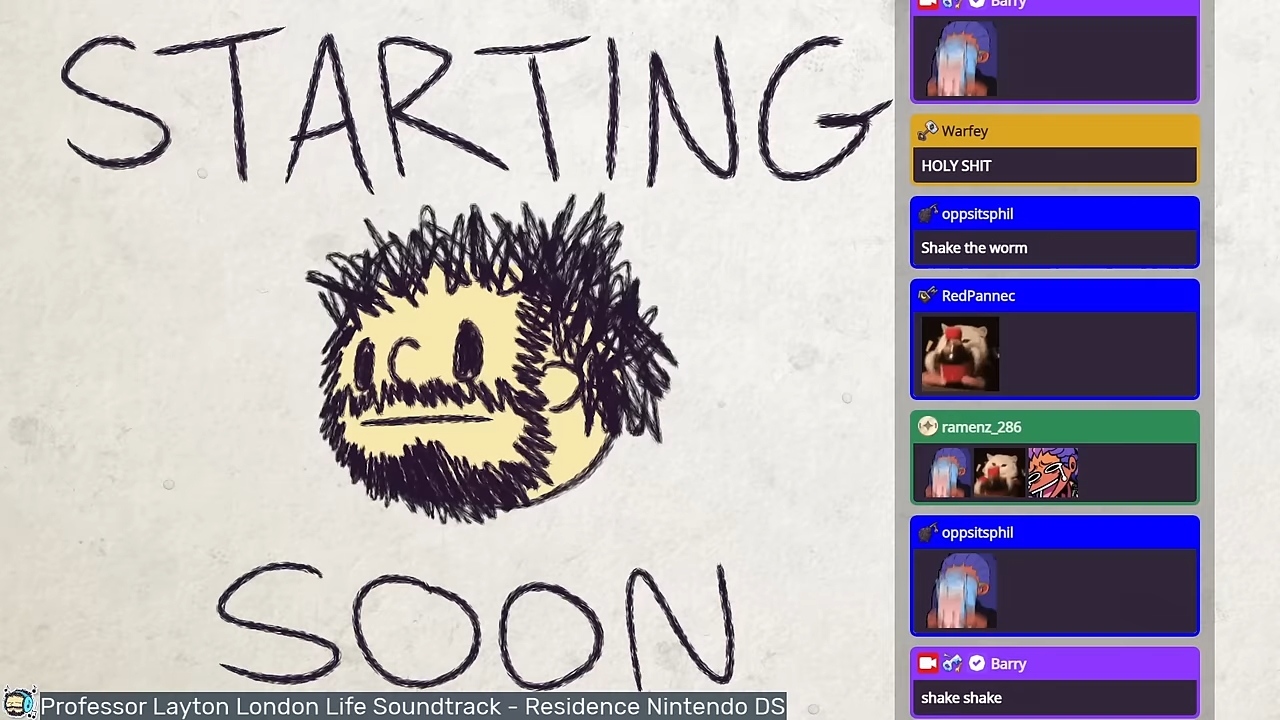 STARTING
SOON
Professor Layton London Life Soundtrack - Residence Nintendo DS
Barry
Warfey
HOLY SHIT
oppsitsphil
Shake the worm
RedPannec
ramenz_286
oppsitsphil
Barry
shake shake